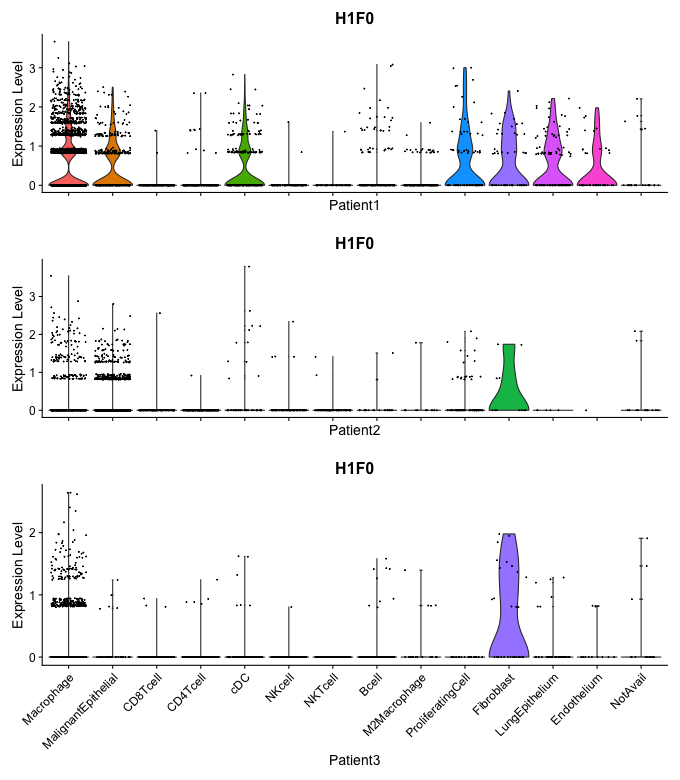 H1F0
Expression Level
3
2
1
0
Patient1
H1F0
Expression Level
3
2
1
0
Patient2
H1F0
Expression Level
2
1
0
Macrophage
MalignantEpithelial
CD8Tcell
CD4Tcell
cDC
NKcell
NKTcell
Bcell
M2Macrophage
ProliferatingCell
Fibroblast
LungEpithelium
Endothelium
NotAvail
Patient3